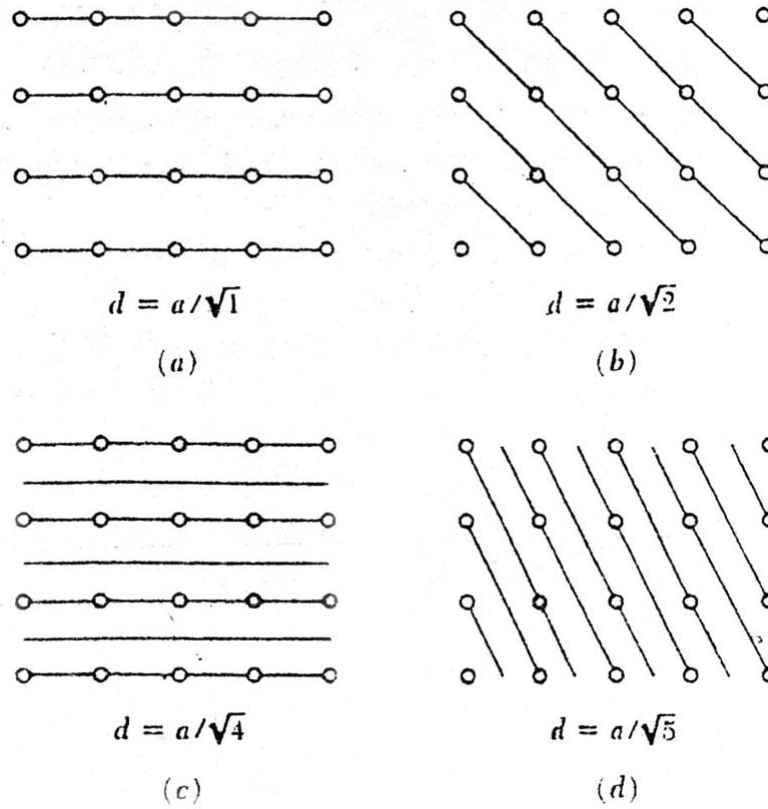 d = a/√1
(a)
d = a/√2
(b)
d = a/√4
(c)
d = a/√5
(d)